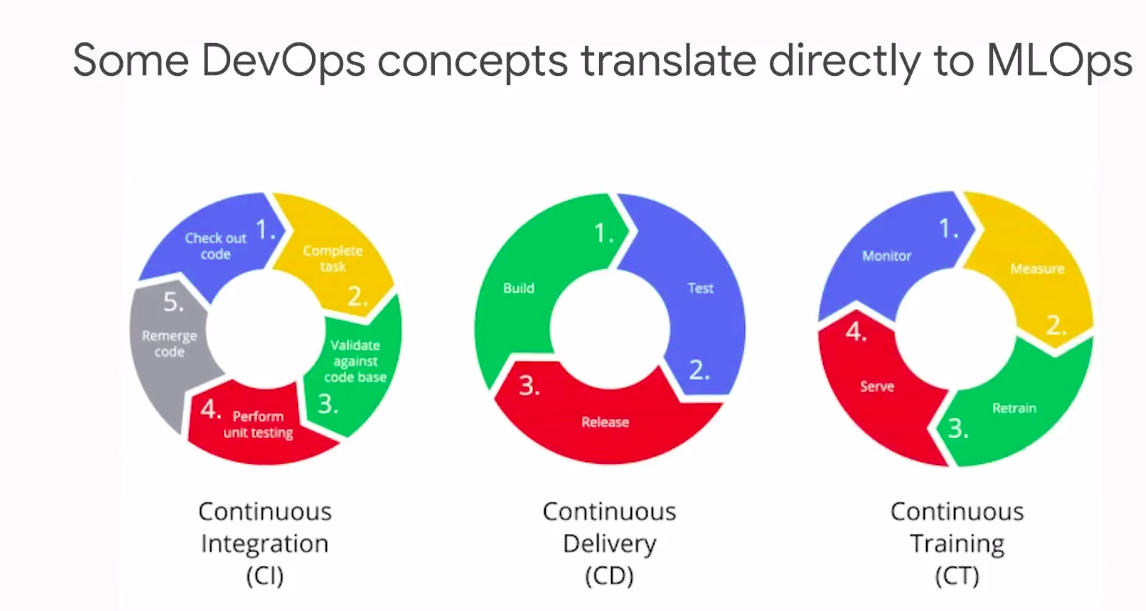 Some DevOps concepts translate directly to MLOps
1.
Check out
code
Complete
task
2.
Validate
against
code base
3.
4.
Perform
unit testing
5.
Remerge
code
Continuous
Integration
(CI)
1.
Build
Test
2.
3.
Release
Continuous
Delivery
(CD)
1.
Monitor
Measure
2.
Retrain
3.
4.
Serve
Continuous
Training
(CT)